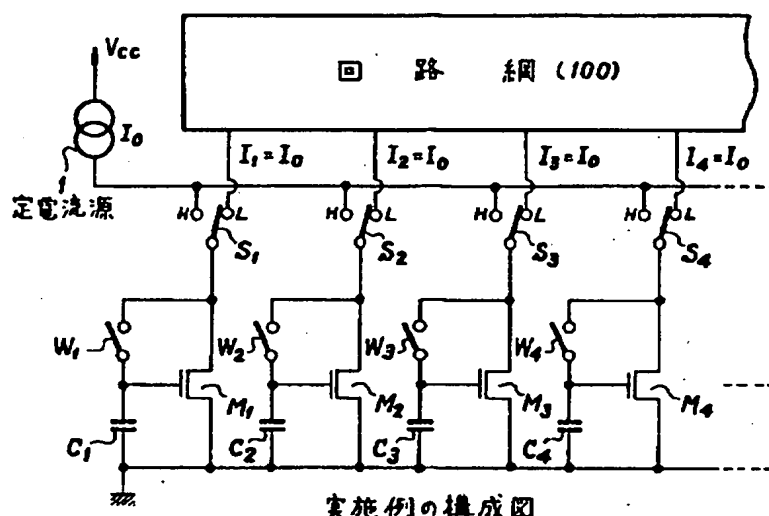 回路網(100)
Vcc
I₀
1
定電流源
I₁=I₀ I₂=I₀ I₃=I₀ I₄=I₀
H L H L H L H L
S₁ S₂ S₃ S₄
W₁ W₂ W₃ W₄
M₁ M₂ M₃ M₄
C₁ C₂ C₃ C₄
実施例の構成図